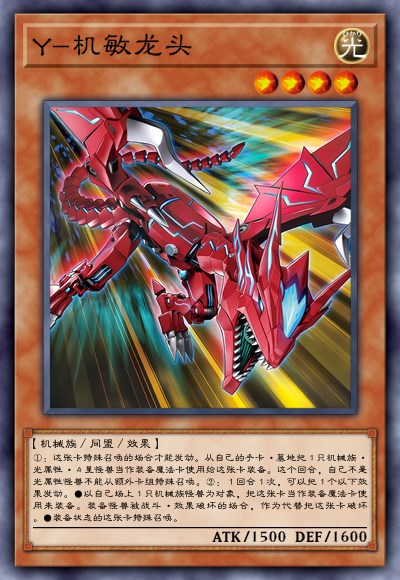 Y-机敏龙头
光
【机械族／同盟／效果】
①：这张卡特殊召唤的场合才能发动。从自己的手卡・墓地把1只机械族・
光属性・4星怪兽当作装备魔法卡使用给这张卡装备。这个回合，自己不是
光属性怪兽不能从额外卡组特殊召唤。②：1回合1次，可以把1个以下效
果发动。●以自己场上1只机械族怪兽为对象，把这张卡当作装备魔法卡使
用来装备。装备怪兽被战斗・效果破坏的场合，作为代替把这张卡破坏
。●装备状态的这张卡特殊召唤。
ATK/1500 DEF/1600